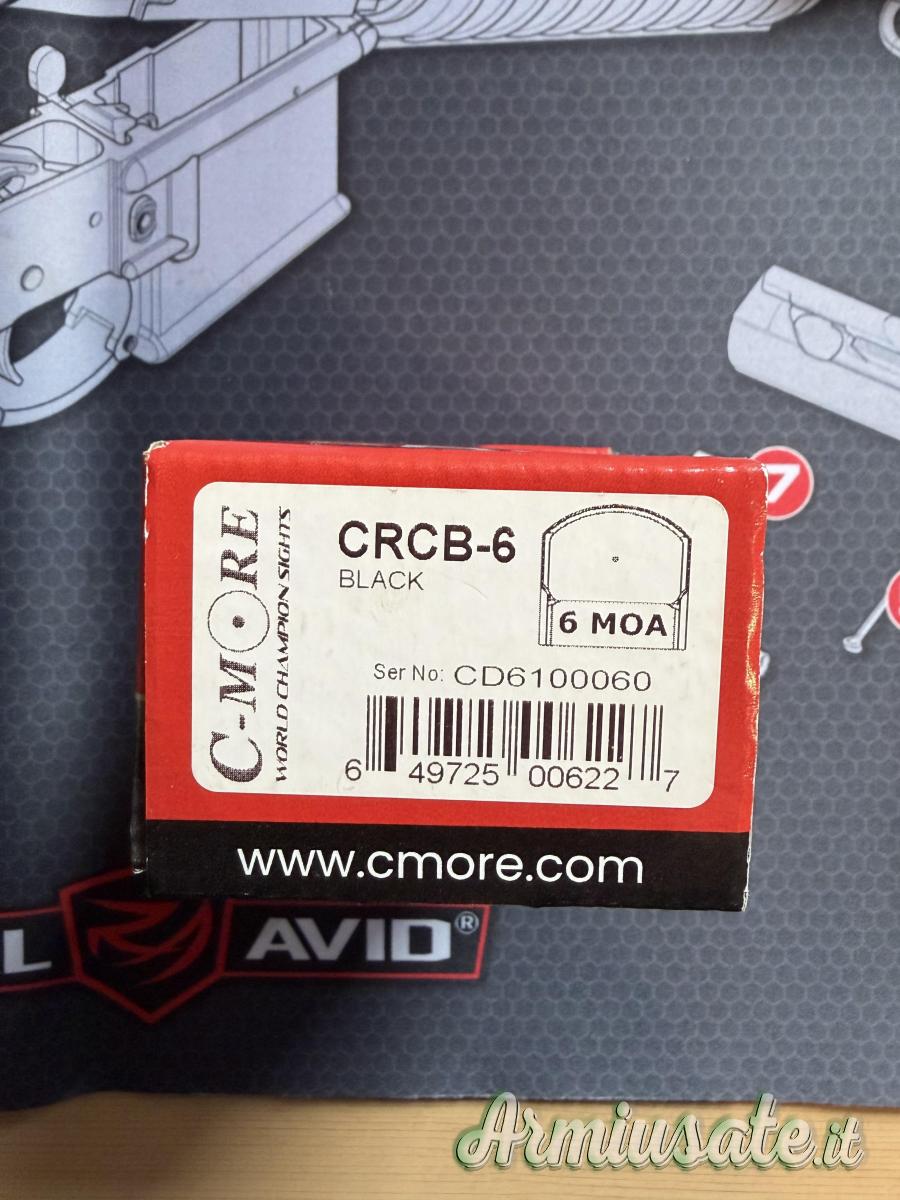 7
C-MORE
WORLD CHAMPION SIGHTS
CRCB-6
BLACK
6 MOA
Ser No: CD6100060
6 49725 00622 7
www.cmore.com
L AVID®
Armiusate.it